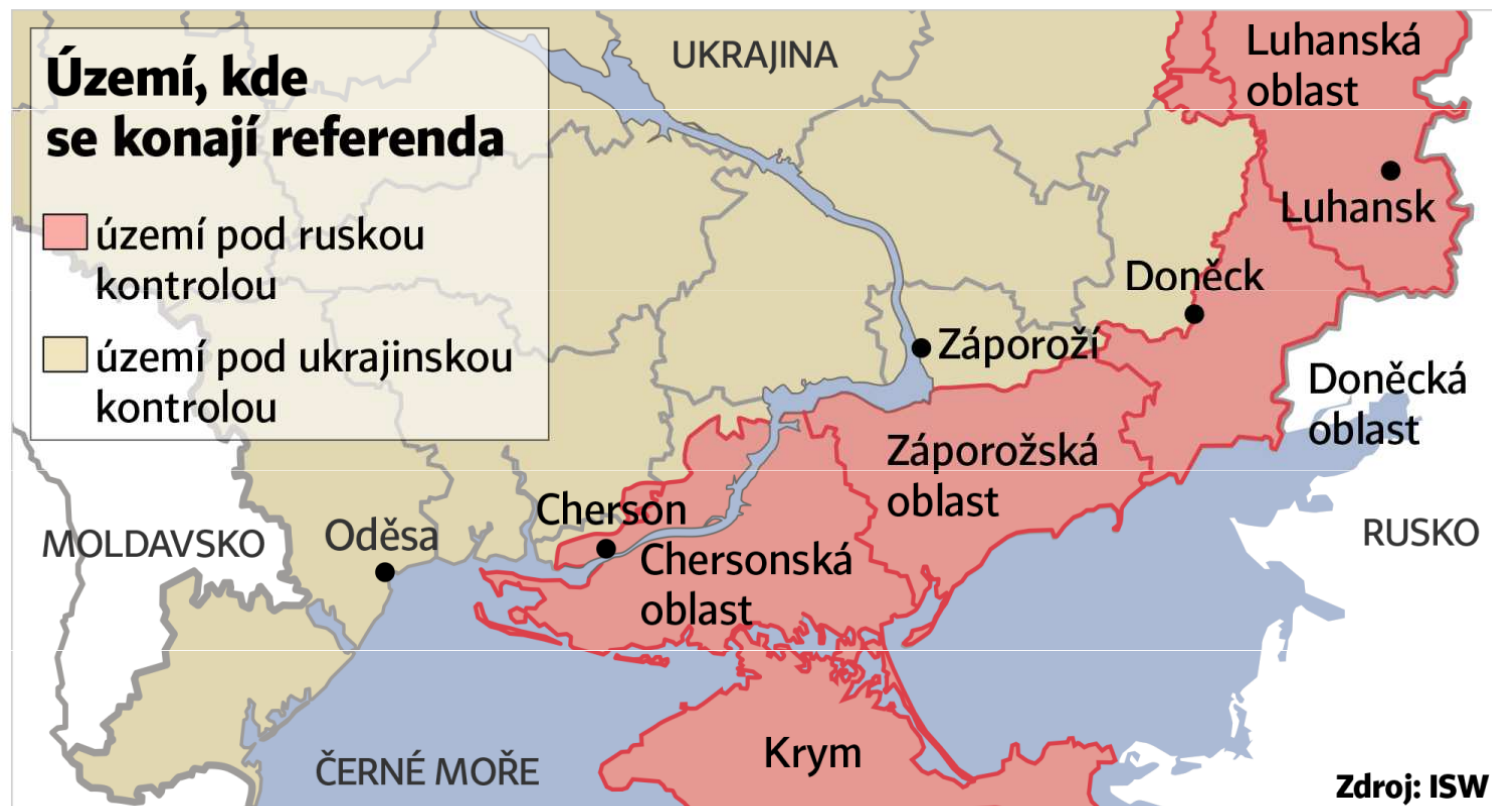 Území, kde
se konají referenda
území pod ruskou
kontrolou
území pod ukrajinskou
kontrolou
UKRAJINA
Luhanská
oblast
Luhansk
Doněck
Záporoží
Doněcká
oblast
Záporožská
oblast
Cherson
Chersonská
oblast
Oděsa
MOLDAVSKO
RUSKO
Krym
ČERNÉ MOŘE
Zdroj: ISW